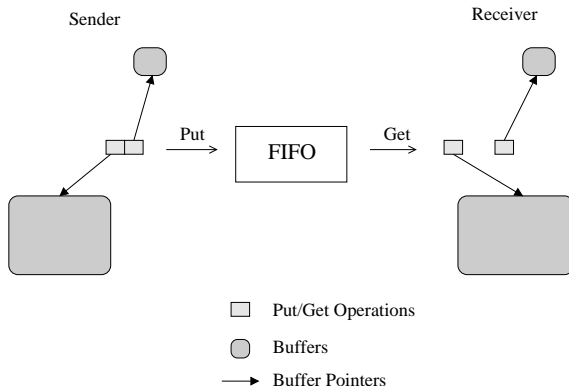 Sender
Receiver
Put
FIFO
Get
Put/Get Operations
Buffers
Buffer Pointers